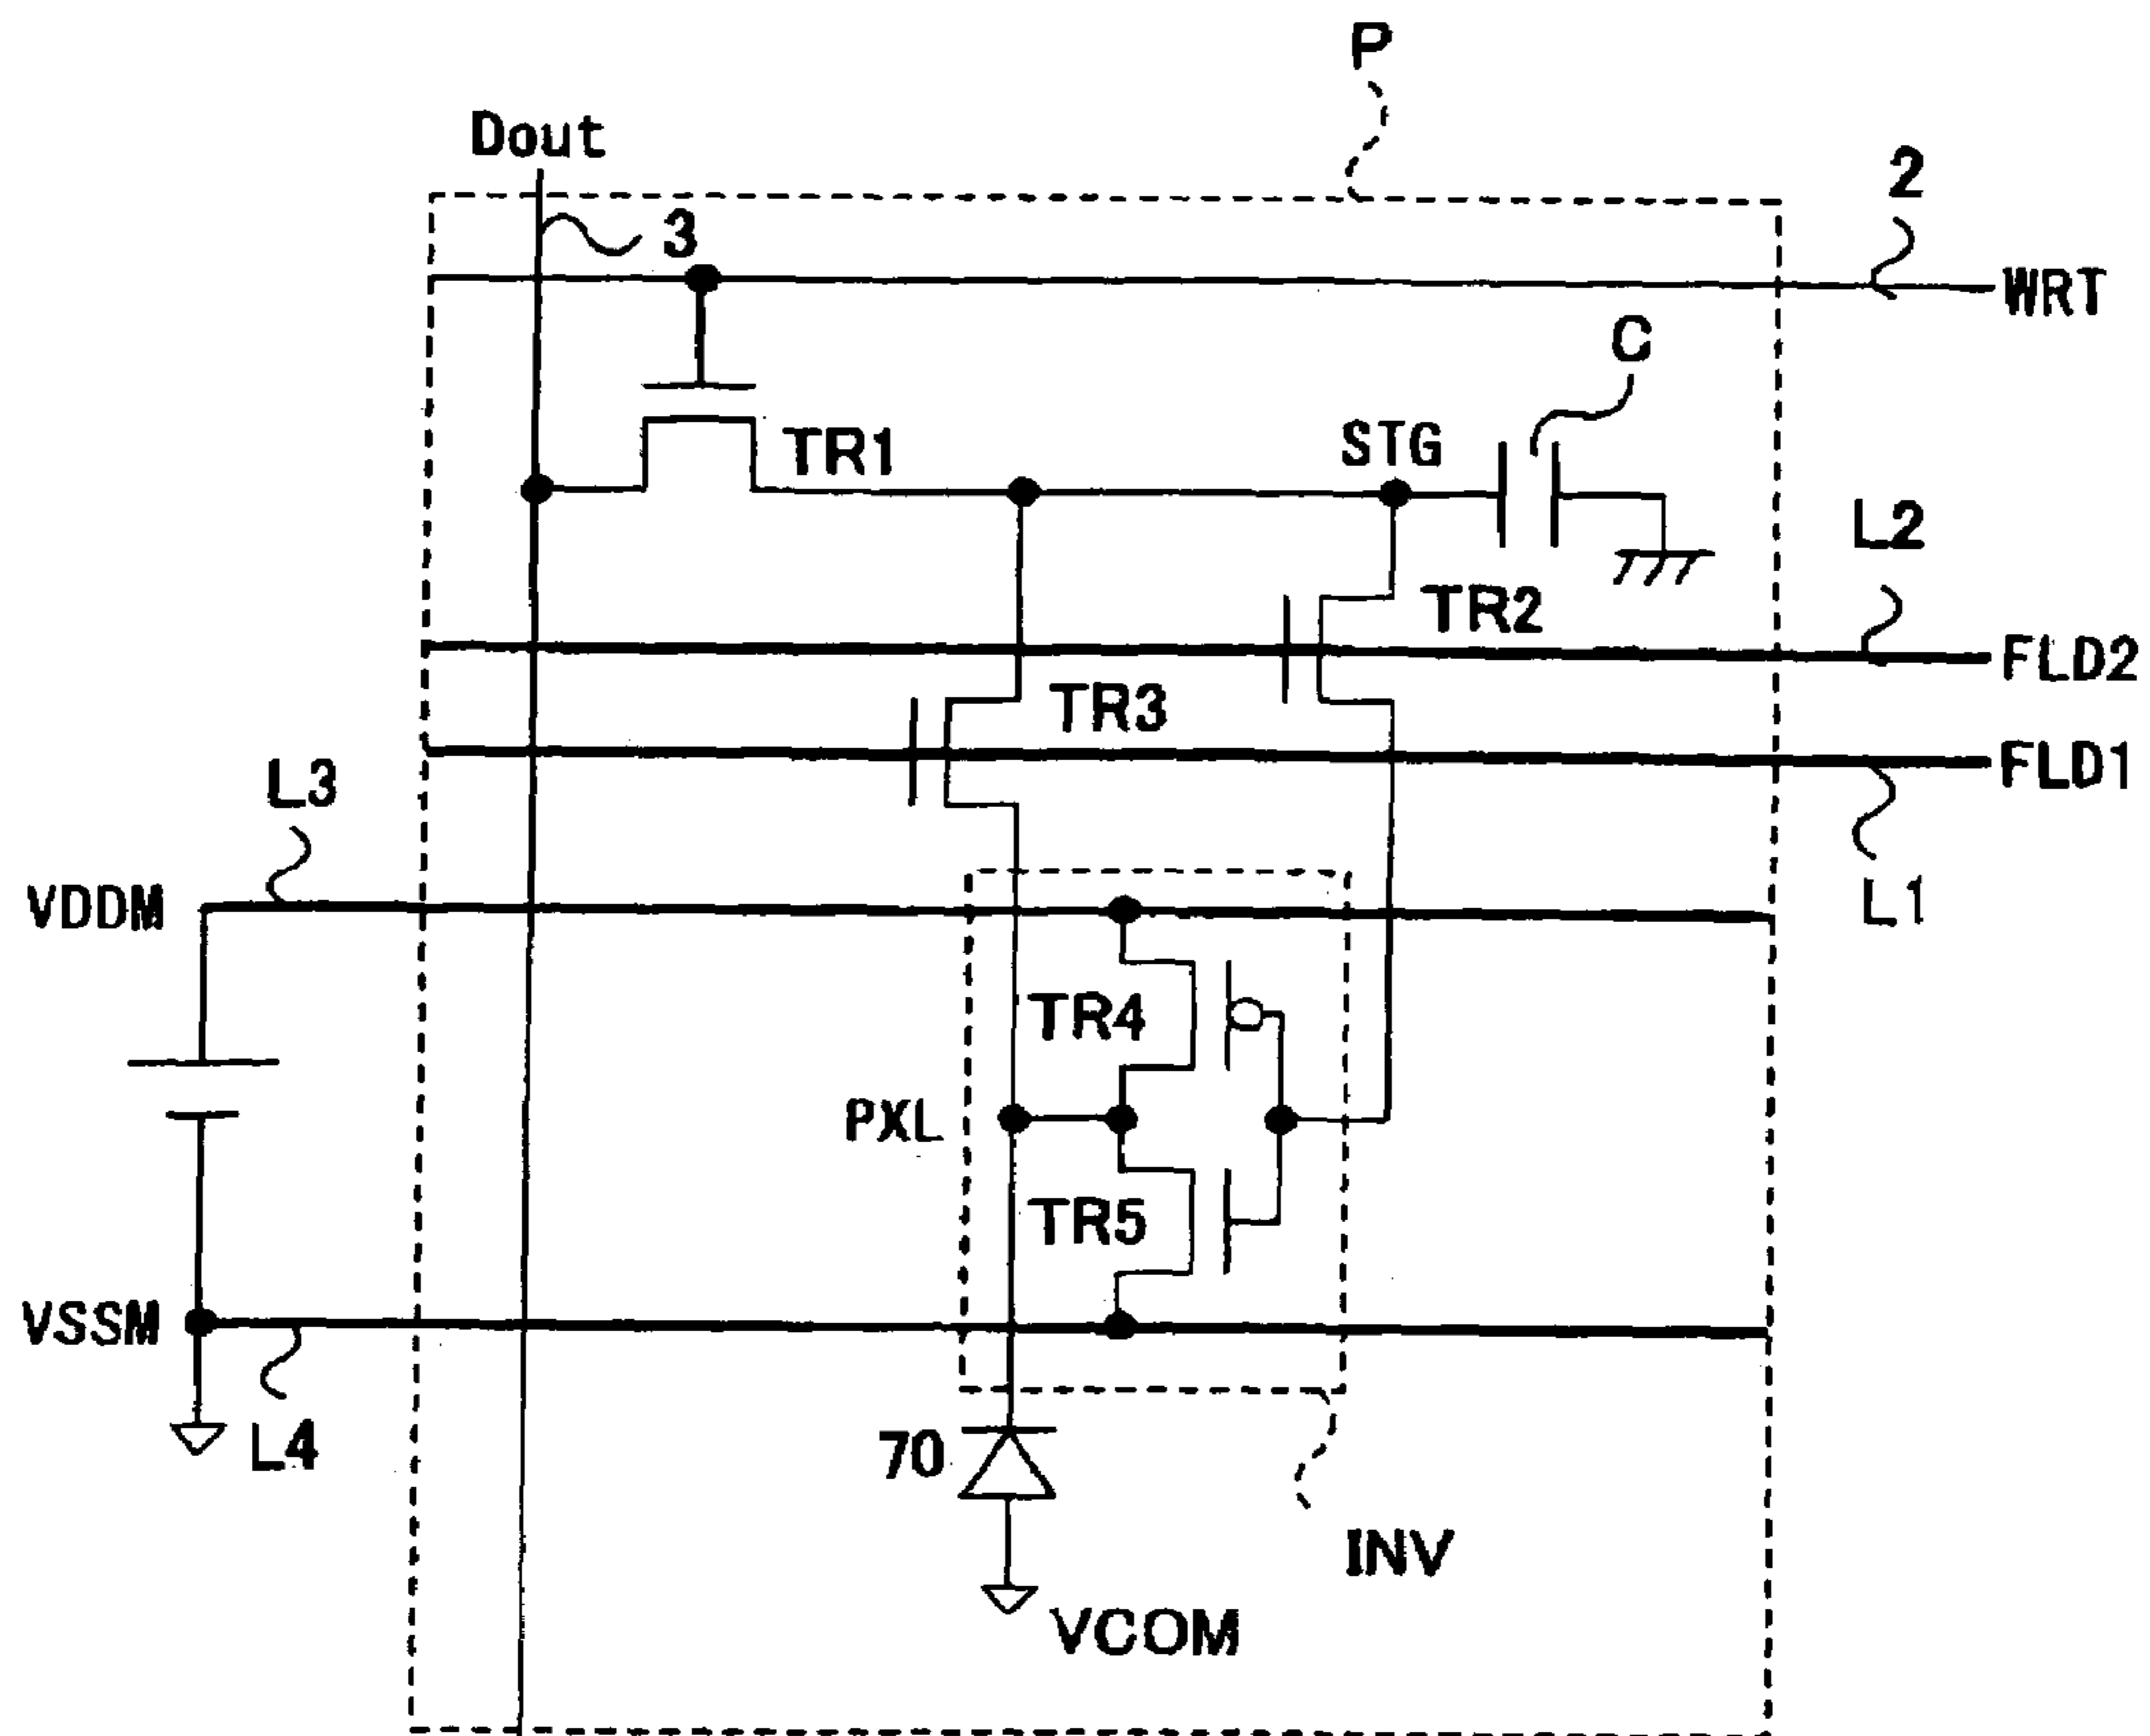 P
Dout
2
3
WRT
C
TR1
STG
L2
TR2
FLD2
TR3
L3
FLD1
VDDM
L1
TR4
PXL
TR5
VSSM
L4
70
INV
VCOM